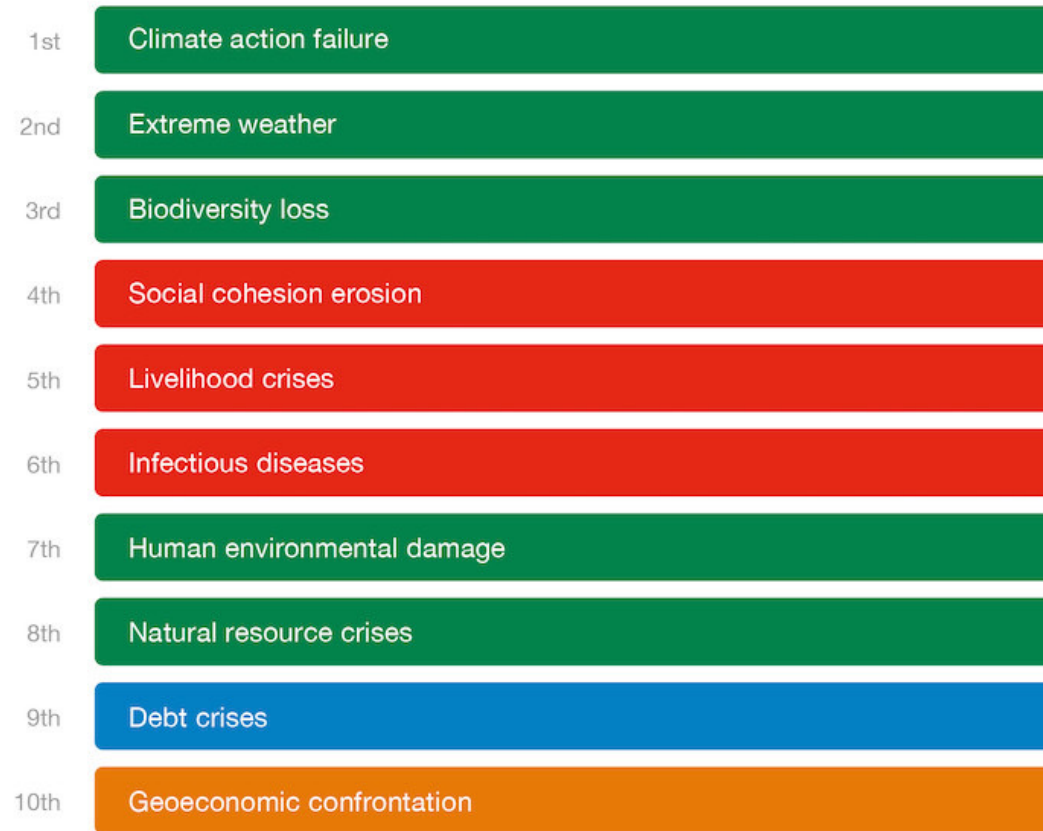 1st Climate action failure
2nd Extreme weather
3rd Biodiversity loss
4th Social cohesion erosion
5th Livelihood crises
6th Infectious diseases
7th Human environmental damage
8th Natural resource crises
9th Debt crises
10th Geoeconomic confrontation